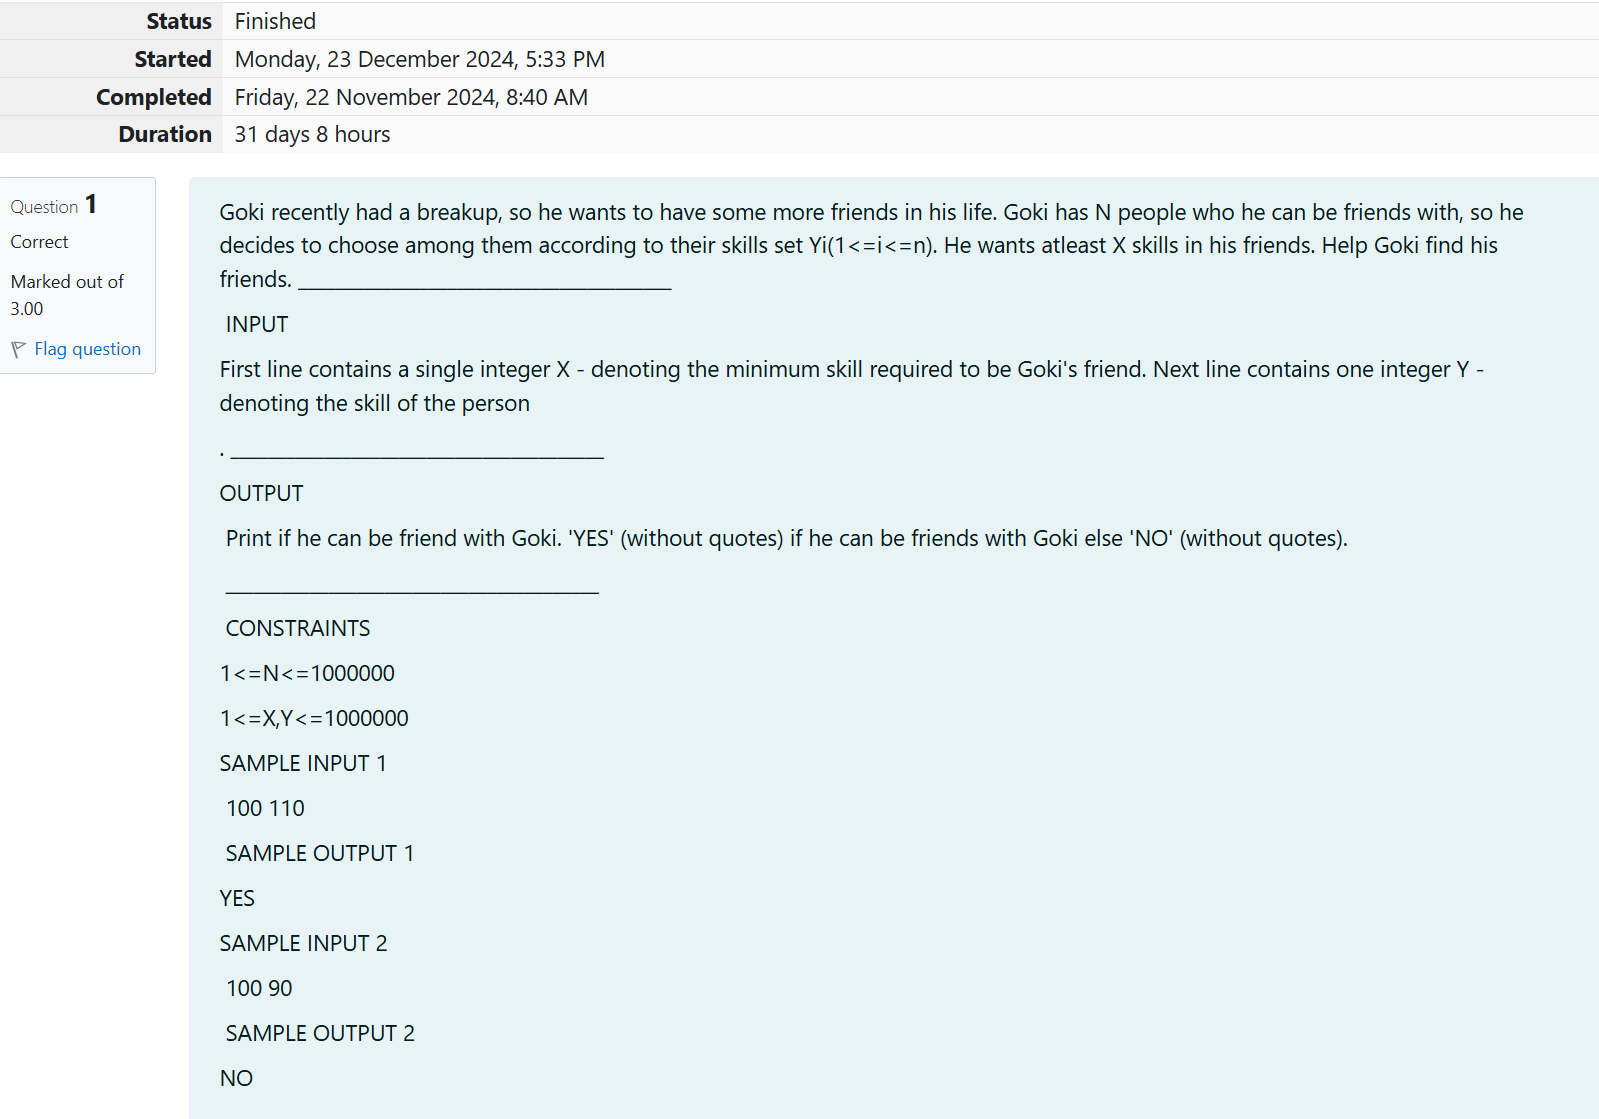 Status Finished
Started Monday, 23 December 2024, 5:33 PM
Completed Friday, 22 November 2024, 8:40 AM
Duration 31 days 8 hours
Question 1
Correct
Marked out of
3.00
Flag question
Goki recently had a breakup, so he wants to have some more friends in his life. Goki has N people who he can be friends with, so he
decides to choose among them according to their skills set Yi(1<=i<=n). He wants atleast X skills in his friends. Help Goki find his
friends. __________________________________
INPUT
First line contains a single integer X - denoting the minimum skill required to be Goki's friend. Next line contains one integer Y -
denoting the skill of the person
. __________________________________
OUTPUT
Print if he can be friend with Goki. 'YES' (without quotes) if he can be friends with Goki else 'NO' (without quotes).
__________________________________
CONSTRAINTS
1<=N<=1000000
1<=X,Y<=1000000
SAMPLE INPUT 1
100 110
SAMPLE OUTPUT 1
YES
SAMPLE INPUT 2
100 90
SAMPLE OUTPUT 2
NO